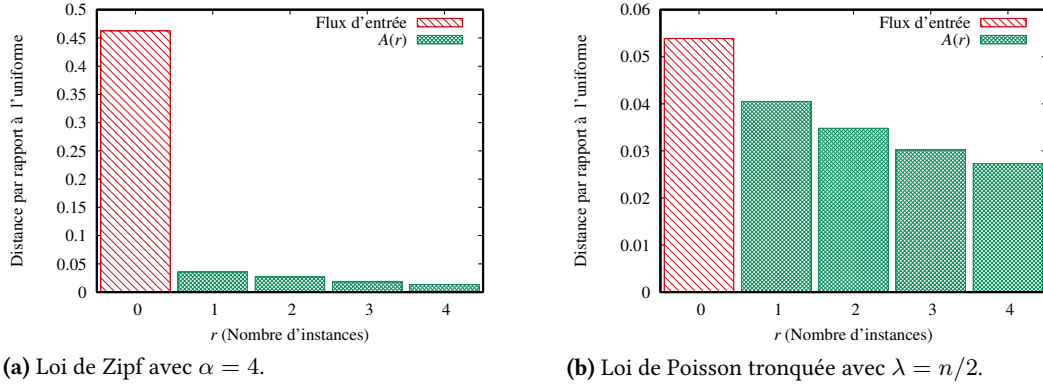 Distance par rapport à l'uniforme
0.5
0.45
0.4
0.35
0.3
0.25
0.2
0.15
0.1
0.05
0
Flux d'entrée
A(r)
0 1 2 3 4
r (Nombre d'instances)
(a) Loi de Zipf avec α = 4.
Distance par rapport à l'uniforme
0.06
0.05
0.04
0.03
0.02
0.01
0
Flux d'entrée
A(r)
0 1 2 3 4
r (Nombre d'instances)
(b) Loi de Poisson tronquée avec λ = n/2.